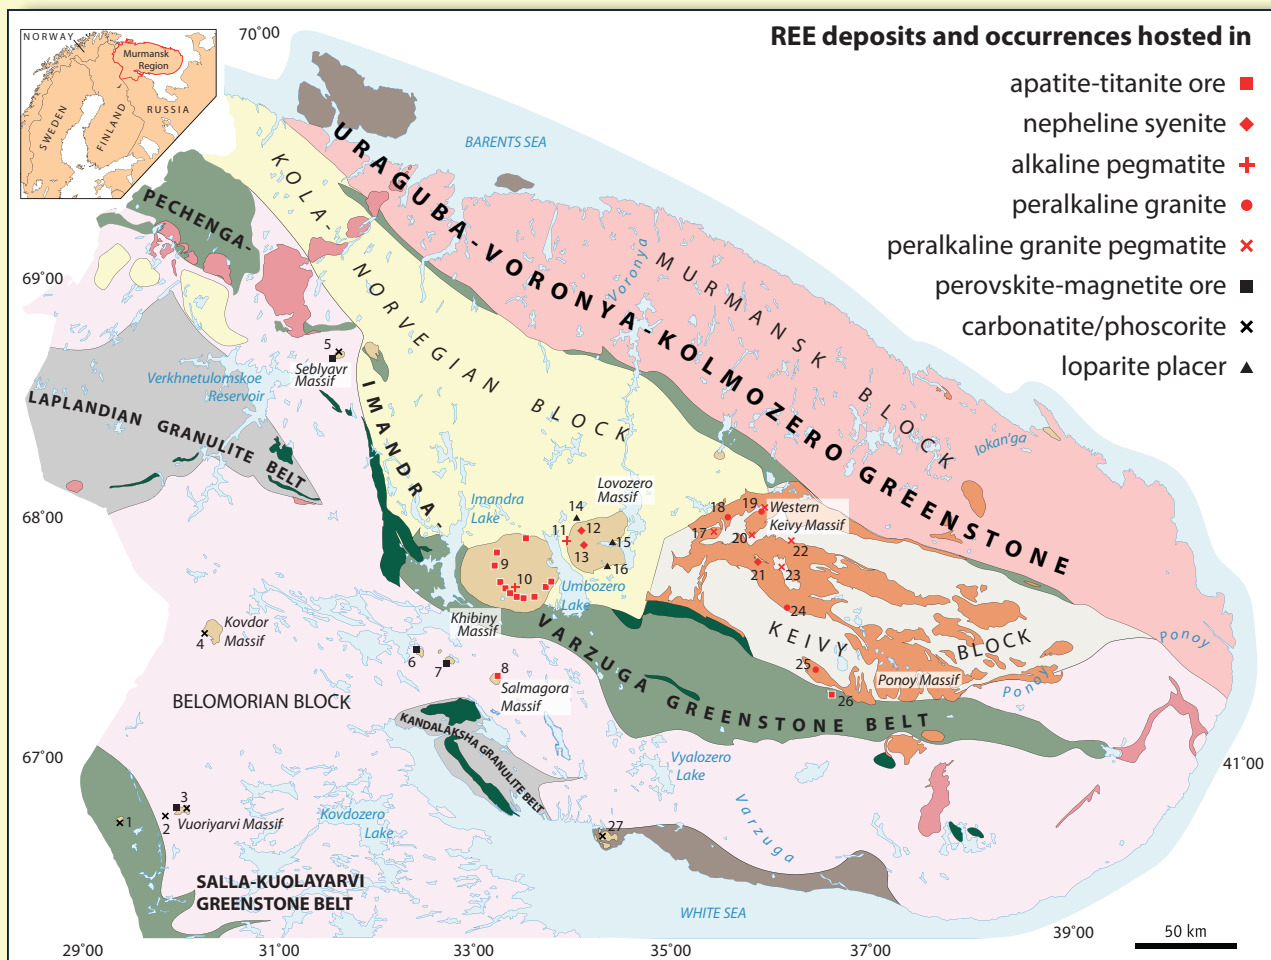 NORWAY
Murmansk
Region
SWEDEN
FINLAND
RUSSIA
70°00
REE deposits and occurrences hosted in
apatite-titanite ore
nepheline syenite
alkaline pegmatite
peralkaline granite
peralkaline granite pegmatite
perovskite-magnetite ore
carbonatite/phoscorite
loparite placer
BARENTS SEA
URAGUBA-VORONYA-KOLMOZERO GREENSTONE
KOLA-NORVEGIAN BLOCK
MURMANSK BLOCK
PECHENGA-
IMANDRA-
VARZUGA GREENSTONE BELT
Voronya
Iokan'ga
69°00
5
Seblyavr
Massif
Verkhnetulomskoe
Reservoir
LAPLANDIAN GRANULITE BELT
68°00
Imandra
Lake
Lovozero
Massif
14
11
12
13
15
16
9
10
Khibiny
Massif
Umbozero
Lake
18
19
Western
Keivy Massif
17
20
22
21
23
24
KEIVY BLOCK
25
26
Ponoy Massif
Ponoy
Ponoy
Kovdor
Massif
4
6
7
8
Salmagora
Massif
BELOMORIAN BLOCK
KANDALAKSHA GRANULITE BELT
67°00
Vyalozero
Lake
Varzuga
41°00
1
2
3
Vuoriyarvi Massif
Kovdozero
Lake
27
SALLA-KUOLAYARVI
GREENSTONE BELT
WHITE SEA
29°00
31°00
33°00
35°00
37°00
39°00
50 km